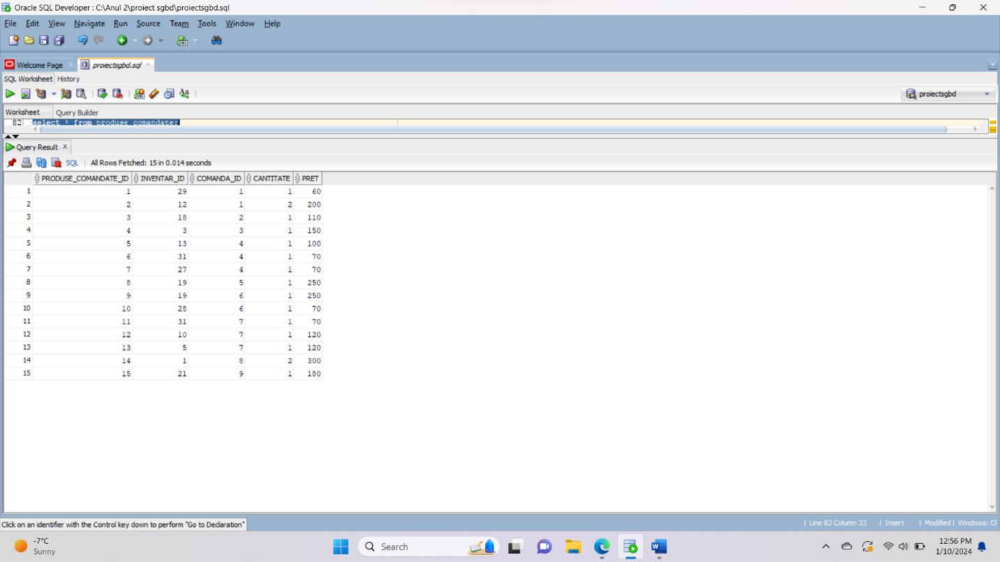 Oracle SQL Developer : C:\Anul 2\proiect sgbd\proiectsgbd.sql
File Edit View Navigate Run Source Team Tools Window Help
Welcome Page proiectsgbd.sql
SQL Worksheet History
proiectsgbd
Worksheet Query Builder
82 select * from produse_comandate;
Query Result
SQL | All Rows Fetched: 15 in 0.014 seconds
PRODUSE_COMANDATE_ID INVENTAR_ID COMANDA_ID CANTITATE PRET
1 1 29 1 1 60
2 2 12 1 2 200
3 3 18 2 1 110
4 4 3 3 1 150
5 5 13 4 1 100
6 6 31 4 1 70
7 7 27 4 1 70
8 8 19 5 1 250
9 9 19 6 1 250
10 10 28 6 1 70
11 11 31 7 1 70
12 12 10 7 1 120
13 13 5 7 1 120
14 14 1 8 2 300
15 15 21 9 1 180
Click on an identifier with the Control key down to perform "Go to Declaration"
| Line 82 Column 33 | Insert | Modified | Windows: CR
-7°C
Sunny
Search
12:56 PM
1/10/2024